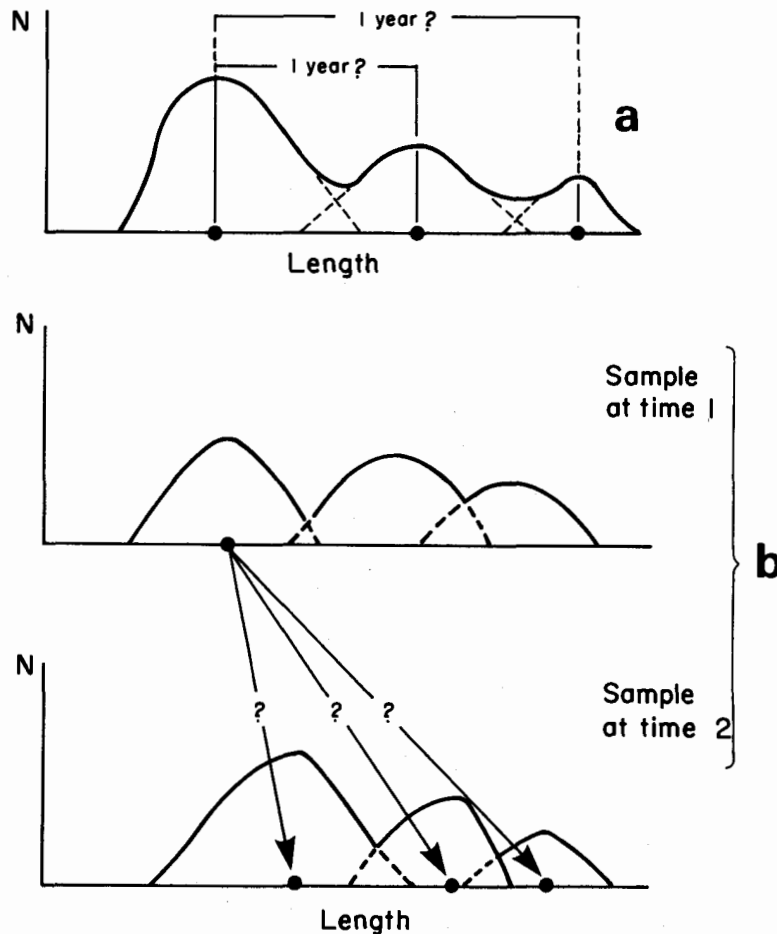 N
1 year ?
1 year ?
a
Length
N
Sample
at time 1
b
N
? ? ?
Sample
at time 2
Length